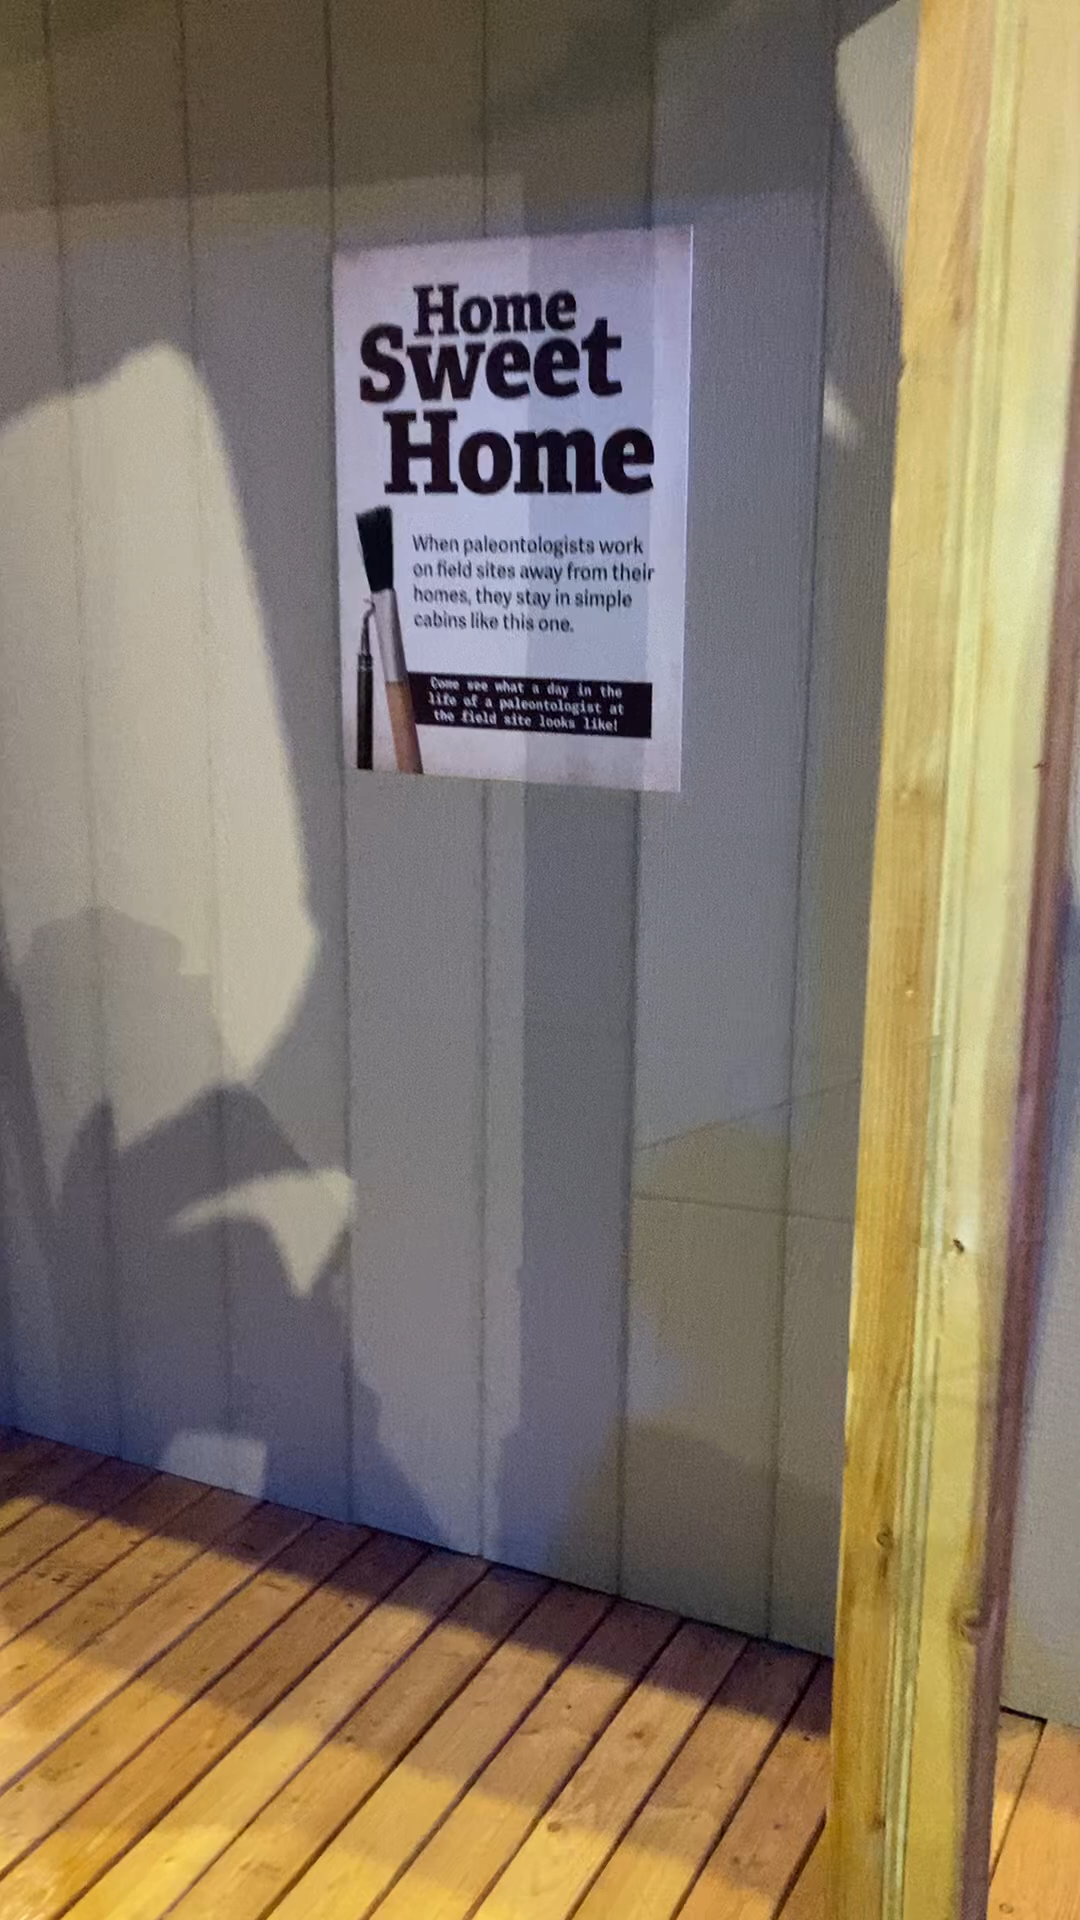 Home
Sweet
Home
When paleontologists work
on field sites away from their
homes, they stay in simple
cabins like this one.
Come see what a day in the
life of a paleontologist at
the field site looks like!